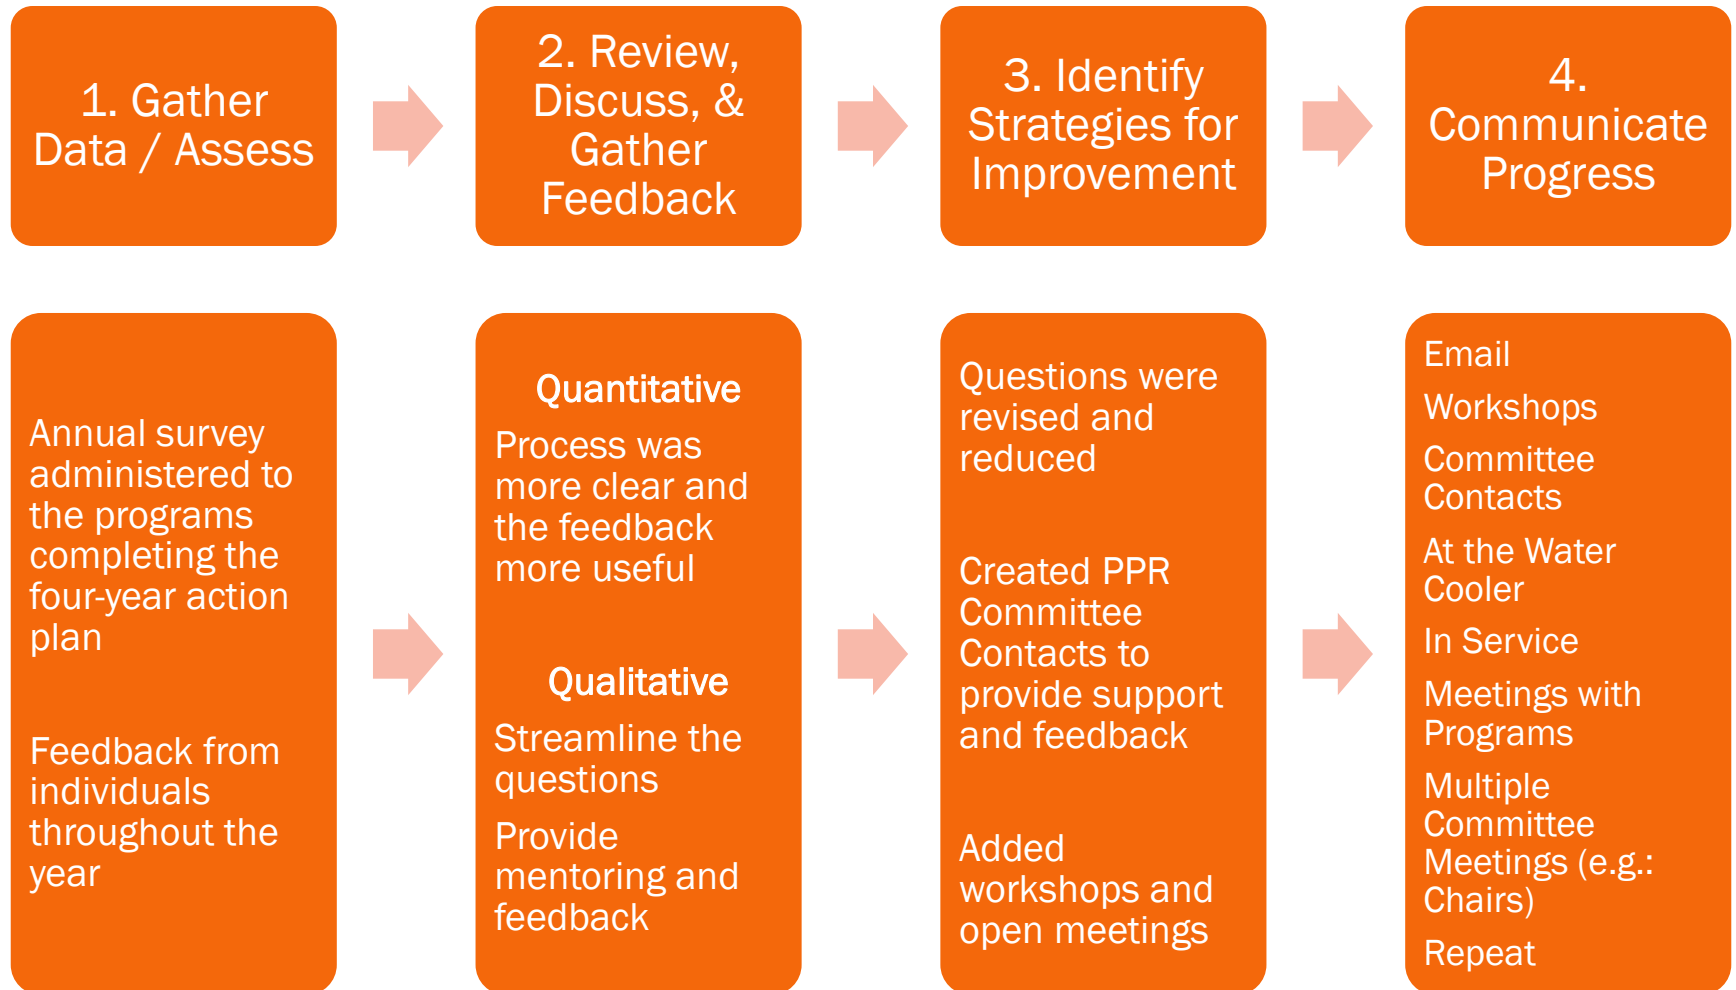 1. Gather
Data / Assess
2. Review,
Discuss, &
Gather
Feedback
3. Identify
Strategies for
Improvement
4.
Communicate
Progress
Annual survey
administered to
the programs
completing the
four-year action
plan
Feedback from
individuals
throughout the
year
Quantitative
Process was
more clear and
the feedback
more useful
Qualitative
Streamline the
questions
Provide
mentoring and
feedback
Questions were
revised and
reduced
Created PPR
Committee
Contacts to
provide support
and feedback
Added
workshops and
open meetings
Email
Workshops
Committee
Contacts
At the Water
Cooler
In Service
Meetings with
Programs
Multiple
Committee
Meetings (e.g.:
Chairs)
Repeat